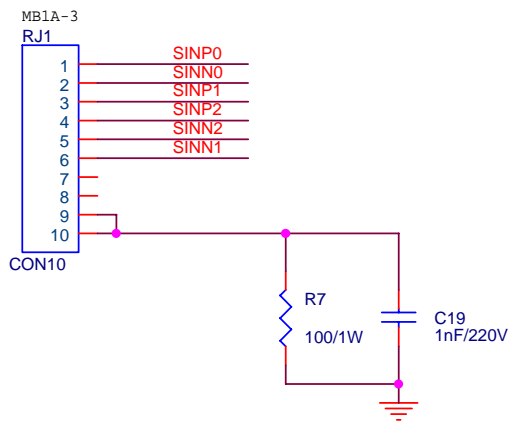 MB1A-3
RJ1
1 SINP0
2 SINN0
3 SINP1
4 SINP2
5 SINN2
6 SINN1
7
8
9
10
CON10
R7
100/1W
C19
1nF/220V